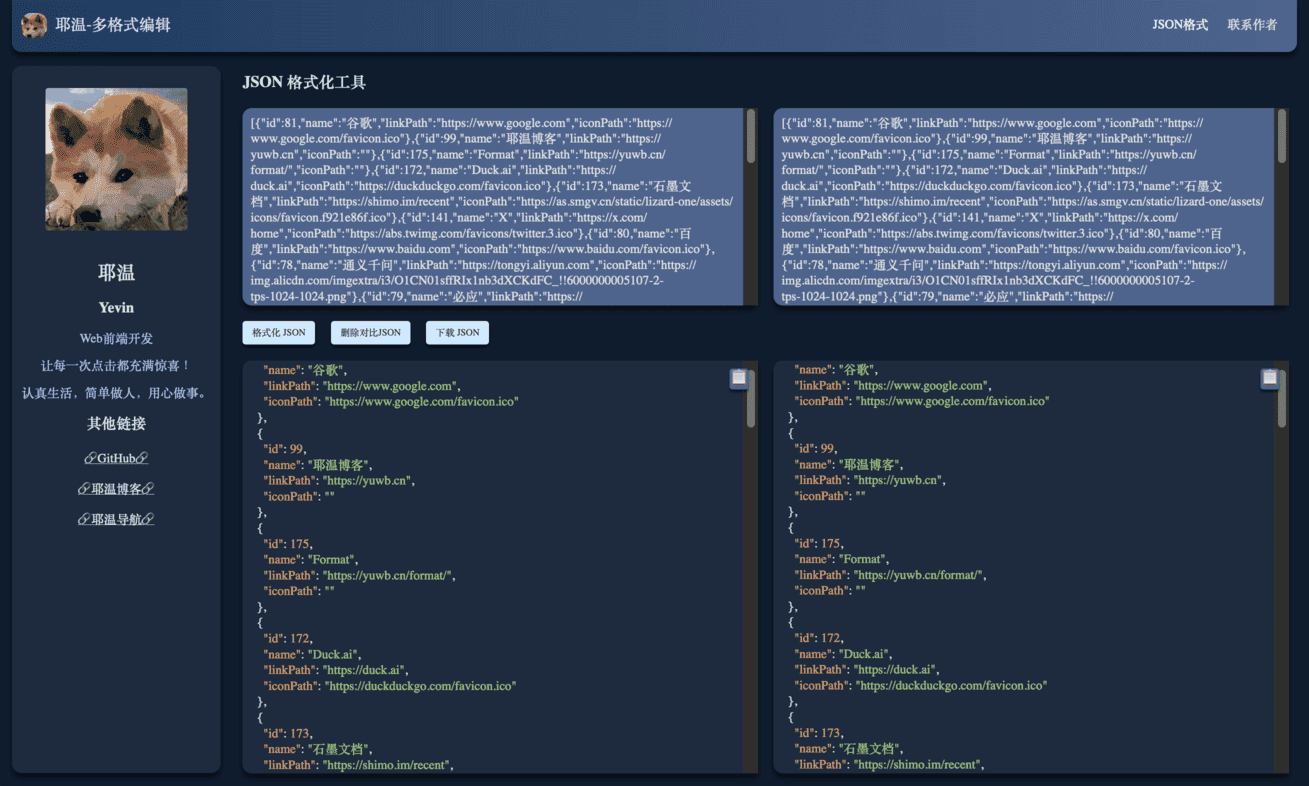 耶温-多格式编辑
JSON格式
联系作者
耶温
Yevin
Web前端开发
让每一次点击都充满惊喜！
认真生活，简单做人，用心做事。
其他链接
🔗GitHub🔗
🔗耶温博客🔗
🔗耶温导航🔗
JSON 格式化工具
[{"id":81,"name":"谷歌","linkPath":"https://www.google.com","iconPath":"https://
www.google.com/favicon.ico"},{"id":99,"name":"耶温博客","linkPath":"https://
yuwb.cn","iconPath":""},{"id":175,"name":"Format","linkPath":"https://yuwb.cn/
format/","iconPath":""},{"id":172,"name":"Duck.ai","linkPath":"https://
duck.ai","iconPath":"https://duckduckgo.com/favicon.ico"},{"id":173,"name":"石墨文
档","linkPath":"https://shimo.im/recent","iconPath":"https://as.smgv.cn/static/lizard-one/assets/
icons/favicon.f921e86f.ico"},{"id":141,"name":"X","linkPath":"https://x.com/
home","iconPath":"https://abs.twimg.com/favicons/twitter.3.ico"},{"id":80,"name":"百
度","linkPath":"https://www.baidu.com","iconPath":"https://www.baidu.com/favicon.ico"},
{"id":78,"name":"通义千问","linkPath":"https://tongyi.aliyun.com","iconPath":"https://
img.alicdn.com/imgextra/i3/O1CN01sffRIx1nb3dXCKdFC_!!6000000005107-2-
tps-1024-1024.png"},{"id":79,"name":"必应","linkPath":"https://
[{"id":81,"name":"谷歌","linkPath":"https://www.google.com","iconPath":"https://
www.google.com/favicon.ico"},{"id":99,"name":"耶温博客","linkPath":"https://
yuwb.cn","iconPath":""},{"id":175,"name":"Format","linkPath":"https://yuwb.cn/
format/","iconPath":""},{"id":172,"name":"Duck.ai","linkPath":"https://
duck.ai","iconPath":"https://duckduckgo.com/favicon.ico"},{"id":173,"name":"石墨文
档","linkPath":"https://shimo.im/recent","iconPath":"https://as.smgv.cn/static/lizard-one/assets/
icons/favicon.f921e86f.ico"},{"id":141,"name":"X","linkPath":"https://x.com/
home","iconPath":"https://abs.twimg.com/favicons/twitter.3.ico"},{"id":80,"name":"百
度","linkPath":"https://www.baidu.com","iconPath":"https://www.baidu.com/favicon.ico"},
{"id":78,"name":"通义千问","linkPath":"https://tongyi.aliyun.com","iconPath":"https://
img.alicdn.com/imgextra/i3/O1CN01sffRIx1nb3dXCKdFC_!!6000000005107-2-
tps-1024-1024.png"},{"id":79,"name":"必应","linkPath":"https://
格式化 JSON
删除对比JSON
下载 JSON
"name": "谷歌",
"linkPath": "https://www.google.com",
"iconPath": "https://www.google.com/favicon.ico"
},
{
"id": 99,
"name": "耶温博客",
"linkPath": "https://yuwb.cn",
"iconPath": ""
},
{
"id": 175,
"name": "Format",
"linkPath": "https://yuwb.cn/format/",
"iconPath": ""
},
{
"id": 172,
"name": "Duck.ai",
"linkPath": "https://duck.ai",
"iconPath": "https://duckduckgo.com/favicon.ico"
},
{
"id": 173,
"name": "石墨文档",
"linkPath": "https://shimo.im/recent",
"name": "谷歌",
"linkPath": "https://www.google.com",
"iconPath": "https://www.google.com/favicon.ico"
},
{
"id": 99,
"name": "耶温博客",
"linkPath": "https://yuwb.cn",
"iconPath": ""
},
{
"id": 175,
"name": "Format",
"linkPath": "https://yuwb.cn/format/",
"iconPath": ""
},
{
"id": 172,
"name": "Duck.ai",
"linkPath": "https://duck.ai",
"iconPath": "https://duckduckgo.com/favicon.ico"
},
{
"id": 173,
"name": "石墨文档",
"linkPath": "https://shimo.im/recent",